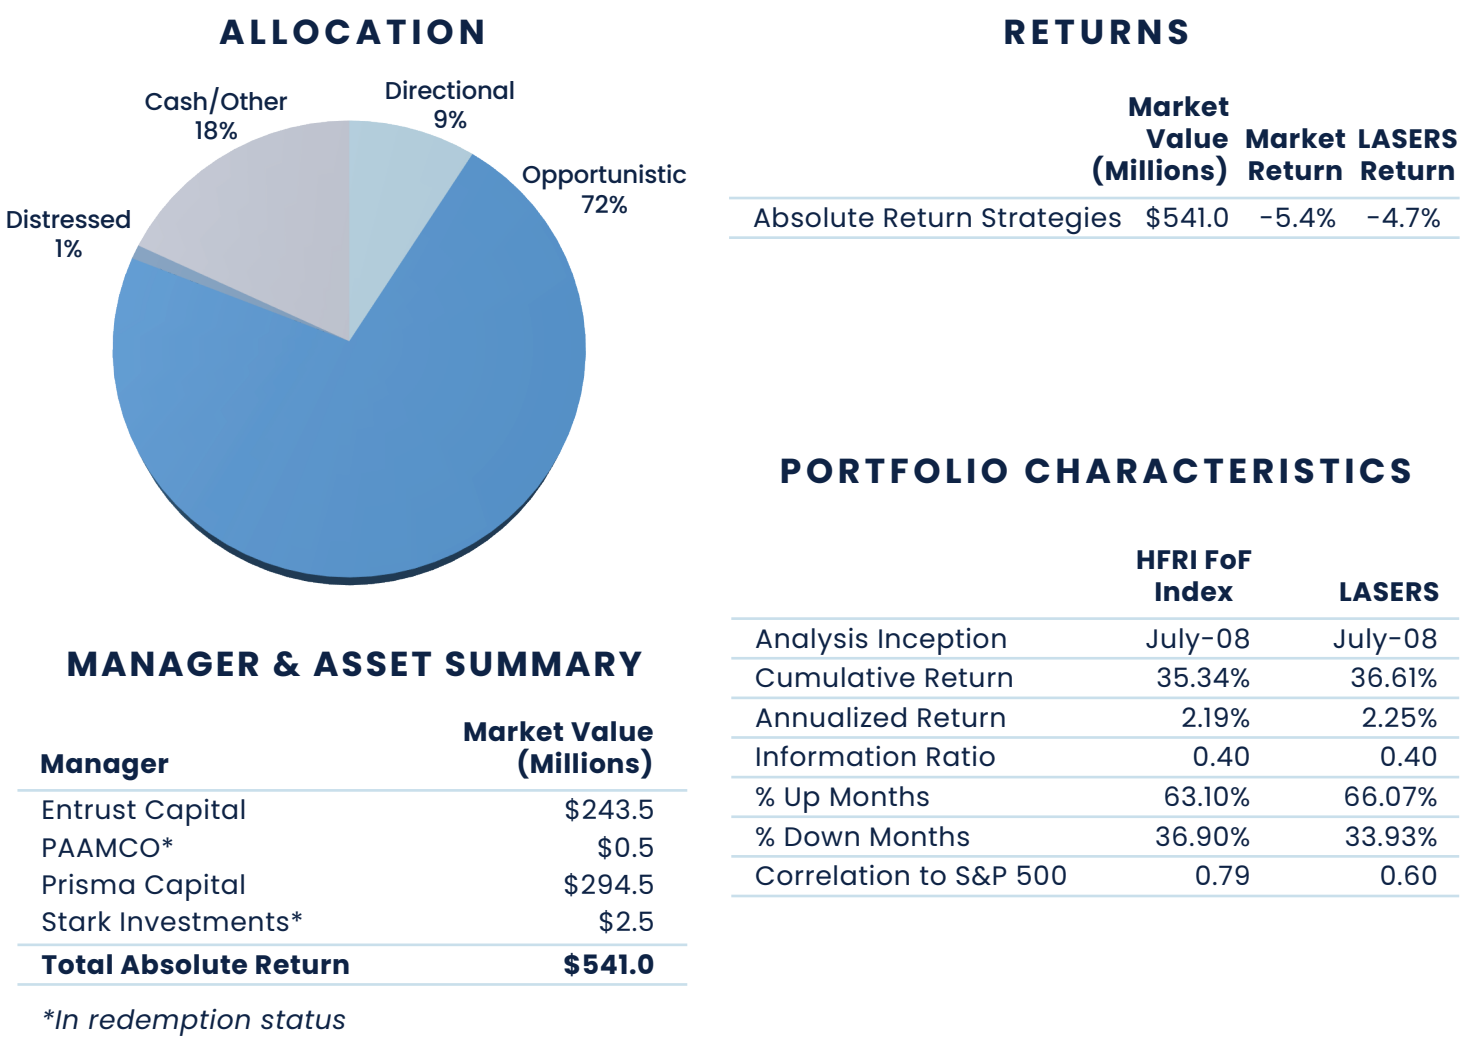 ALLOCATION
Cash/Other
18%
Directional
9%
Opportunistic
72%
Distressed
1%
MANAGER & ASSET SUMMARY
Manager Market Value (Millions)
Entrust Capital $243.5
PAAMCO* $0.5
Prisma Capital $294.5
Stark Investments* $2.5
Total Absolute Return $541.0
*In redemption status
RETURNS
Market
Value Market LASERS
(Millions) Return Return
Absolute Return Strategies $541.0 -5.4% -4.7%
PORTFOLIO CHARACTERISTICS
HFRI FoF
Index LASERS
Analysis Inception July-08 July-08
Cumulative Return 35.34% 36.61%
Annualized Return 2.19% 2.25%
Information Ratio 0.40 0.40
% Up Months 63.10% 66.07%
% Down Months 36.90% 33.93%
Correlation to S&P 500 0.79 0.60